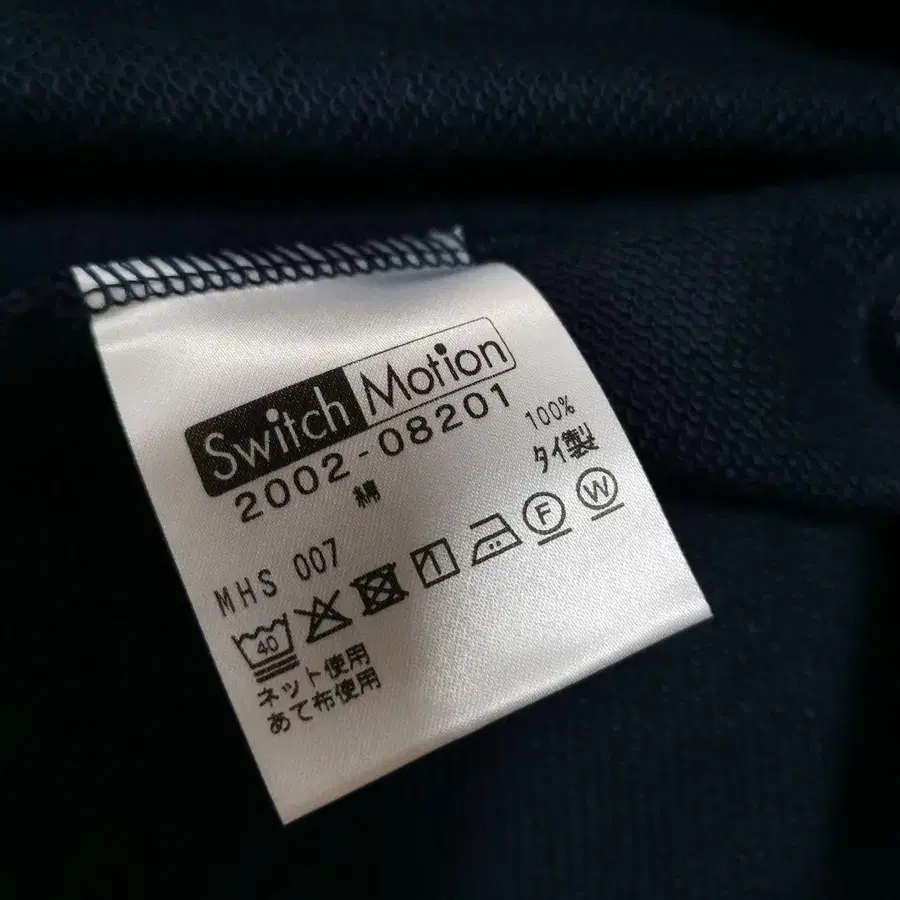 Switch Motion
2002-08201
綿 100%
タイ製
MHS 007
40 F W
ネット使用
あて布使用